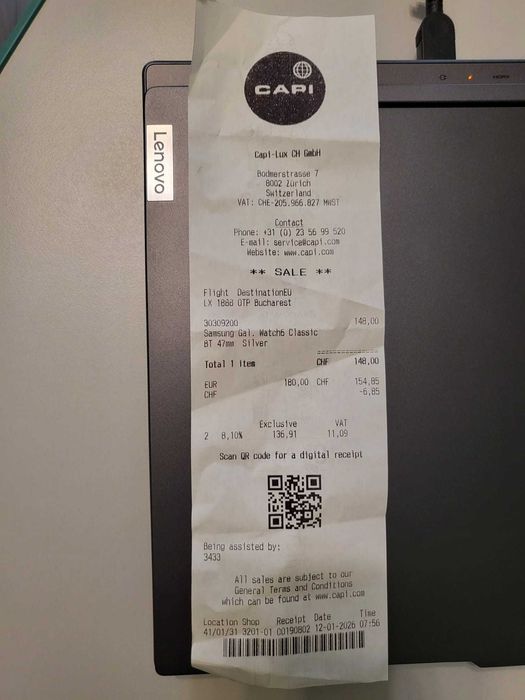 CAPI
Capi-Lux CH GmbH
Bodmerstrasse 7
8002 Zurich
Switzerland
VAT: CHE-205.966.827 MWST
Contact
Phone: +31 (0) 23 56 99 520
E-mail: service@capi.com
Website: www.capi.com
** SALE **
Flight DestinationEU
LX 1888 OTP Bucharest
30309200 148,00
Samsung Gal. Watch6 Classic
BT 47mm Silver
Total 1 item CHF 148,00
EUR 180,00 CHF 154,85
CHF -6,85
Exclusive VAT
2 8,10% 136,91 11,09
Scan QR code for a digital receipt
Being assisted by:
3433
All sales are subject to our
General Terms and Conditions
which can be found at www.capi.com
Location Shop Receipt Date Time
41/01/31 3201-01 00190802 12-01-2026 07:56
Lenovo
HDMI